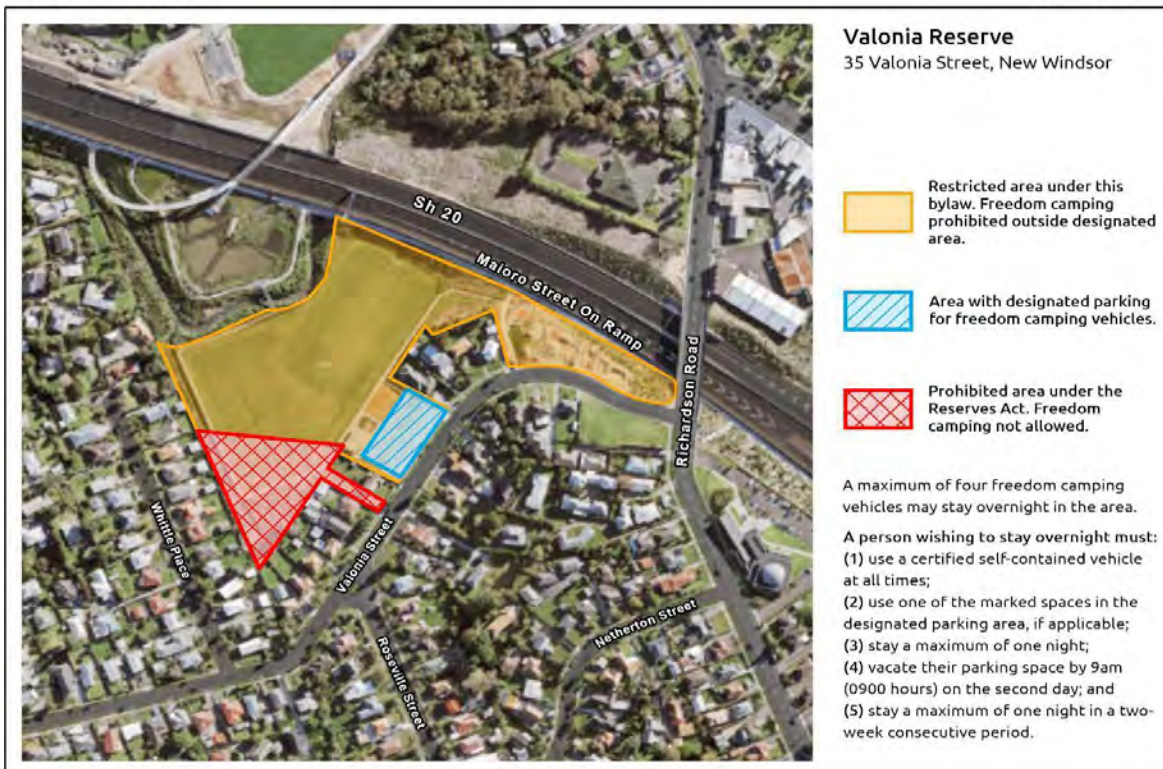 Valonia Reserve
35 Valonia Street, New Windsor
Restricted area under this
bylaw. Freedom camping
prohibited outside designated
area.
Area with designated parking
for freedom camping vehicles.
Prohibited area under the
Reserves Act. Freedom
camping not allowed.
A maximum of four freedom camping
vehicles may stay overnight in the area.
A person wishing to stay overnight must:
(1) use a certified self-contained vehicle
at all times;
(2) use one of the marked spaces in the
designated parking area, if applicable;
(3) stay a maximum of one night;
(4) vacate their parking space by 9am
(0900 hours) on the second day; and
(5) stay a maximum of one night in a two-
week consecutive period.
Sh 20
Maioro Street On Ramp
Richardson Road
Whittle Place
Valonia Street
Netherton Street
Roseville Street